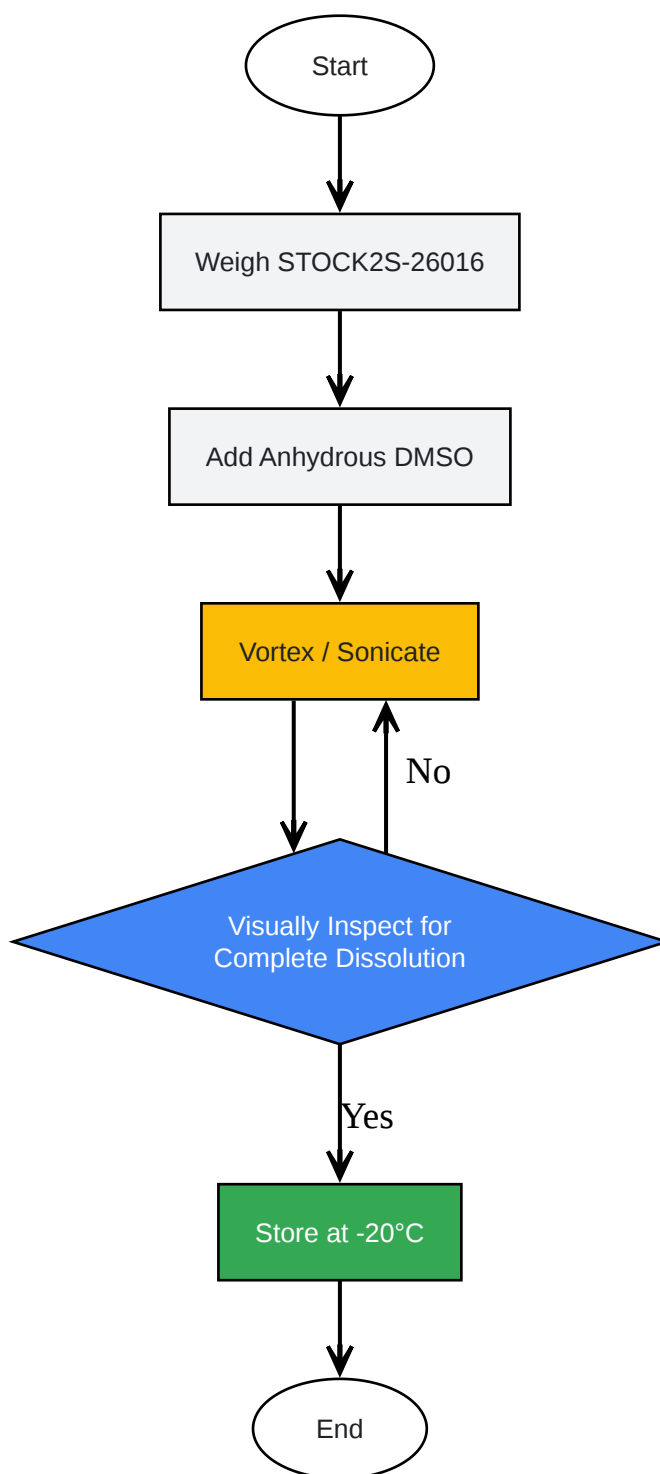 Start
Weigh STOCK2S-26016
Add Anhydrous DMSO
Vortex / Sonicate
No
Visually Inspect for
Complete Dissolution
Yes
Store at -20°C
End